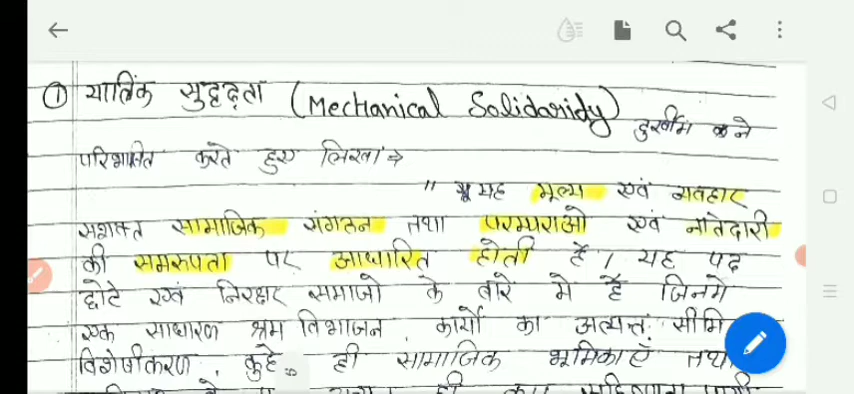 ① यांत्रिक सुदृढ़ता (Mechanical Solidaridy) दुर्खीम ने
परिभाषित करते हुए लिखा ⇒
" यह मूल्य एवं व्यवहार
सशक्त सामाजिक संगठन तथा परम्पराओ एवं नातेदारी
की समरूपता पर आधारित होती है। यह पद
छोटे एवं निरक्षर समाजो के बारे मे है जिनमे
एक साधारण श्रम विभाजन, कार्यो का अत्यन्त सीमि
विशेषीकरण, कुछ ही सामाजिक भूमिकाएँ तथा